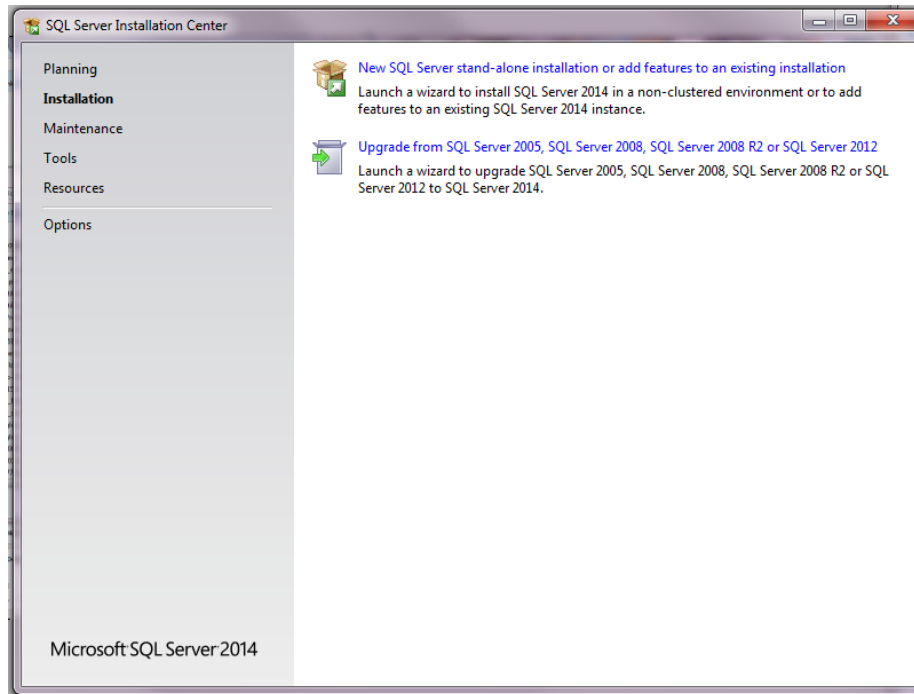 SQL Server Installation Center
Planning
Installation
Maintenance
Tools
Resources
Options
New SQL Server stand-alone installation or add features to an existing installation
Launch a wizard to install SQL Server 2014 in a non-clustered environment or to add
features to an existing SQL Server 2014 instance.
Upgrade from SQL Server 2005, SQL Server 2008, SQL Server 2008 R2 or SQL Server 2012
Launch a wizard to upgrade SQL Server 2005, SQL Server 2008, SQL Server 2008 R2 or SQL
Server 2012 to SQL Server 2014.
Microsoft SQL Server 2014